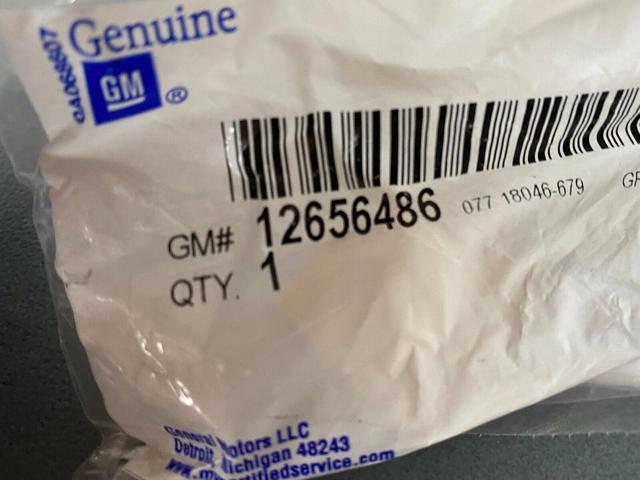 Genuine
GM ®
GM# 12656486 077 18046-679
QTY. 1
General Motors LLC
Detroit, Michigan 48243